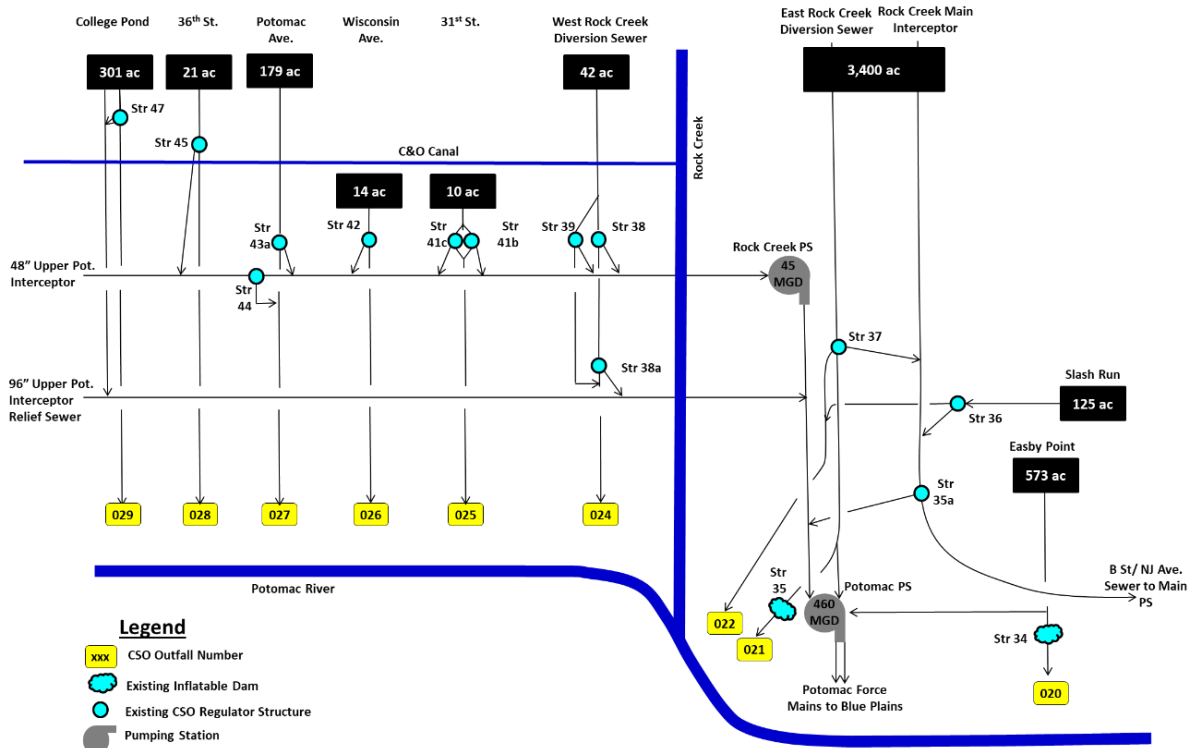 College Pond
36th St.
Potomac
Ave.
Wisconsin
Ave.
31st St.
West Rock Creek
Diversion Sewer
East Rock Creek
Diversion Sewer
Rock Creek Main
Interceptor
301 ac
21 ac
179 ac
42 ac
3,400 ac
Str 47
Str 45
C&O Canal
Rock Creek
14 ac
10 ac
Str
43a
Str 42
Str
41c
Str
41b
Str 39
Str 38
48” Upper Pot.
Interceptor
Str
44
Rock Creek PS
45
MGD
Str 37
Str 38a
96” Upper Pot.
Interceptor
Relief Sewer
Slash Run
125 ac
Str 36
Easby Point
573 ac
Str
35a
029
028
027
026
025
024
Potomac River
Str
35
Potomac PS
460
MGD
B St/ NJ Ave.
Sewer to Main
PS
022
021
Str 34
020
Potomac Force
Mains to Blue Plains
Legend
xxx CSO Outfall Number
Existing Inflatable Dam
Existing CSO Regulator Structure
Pumping Station